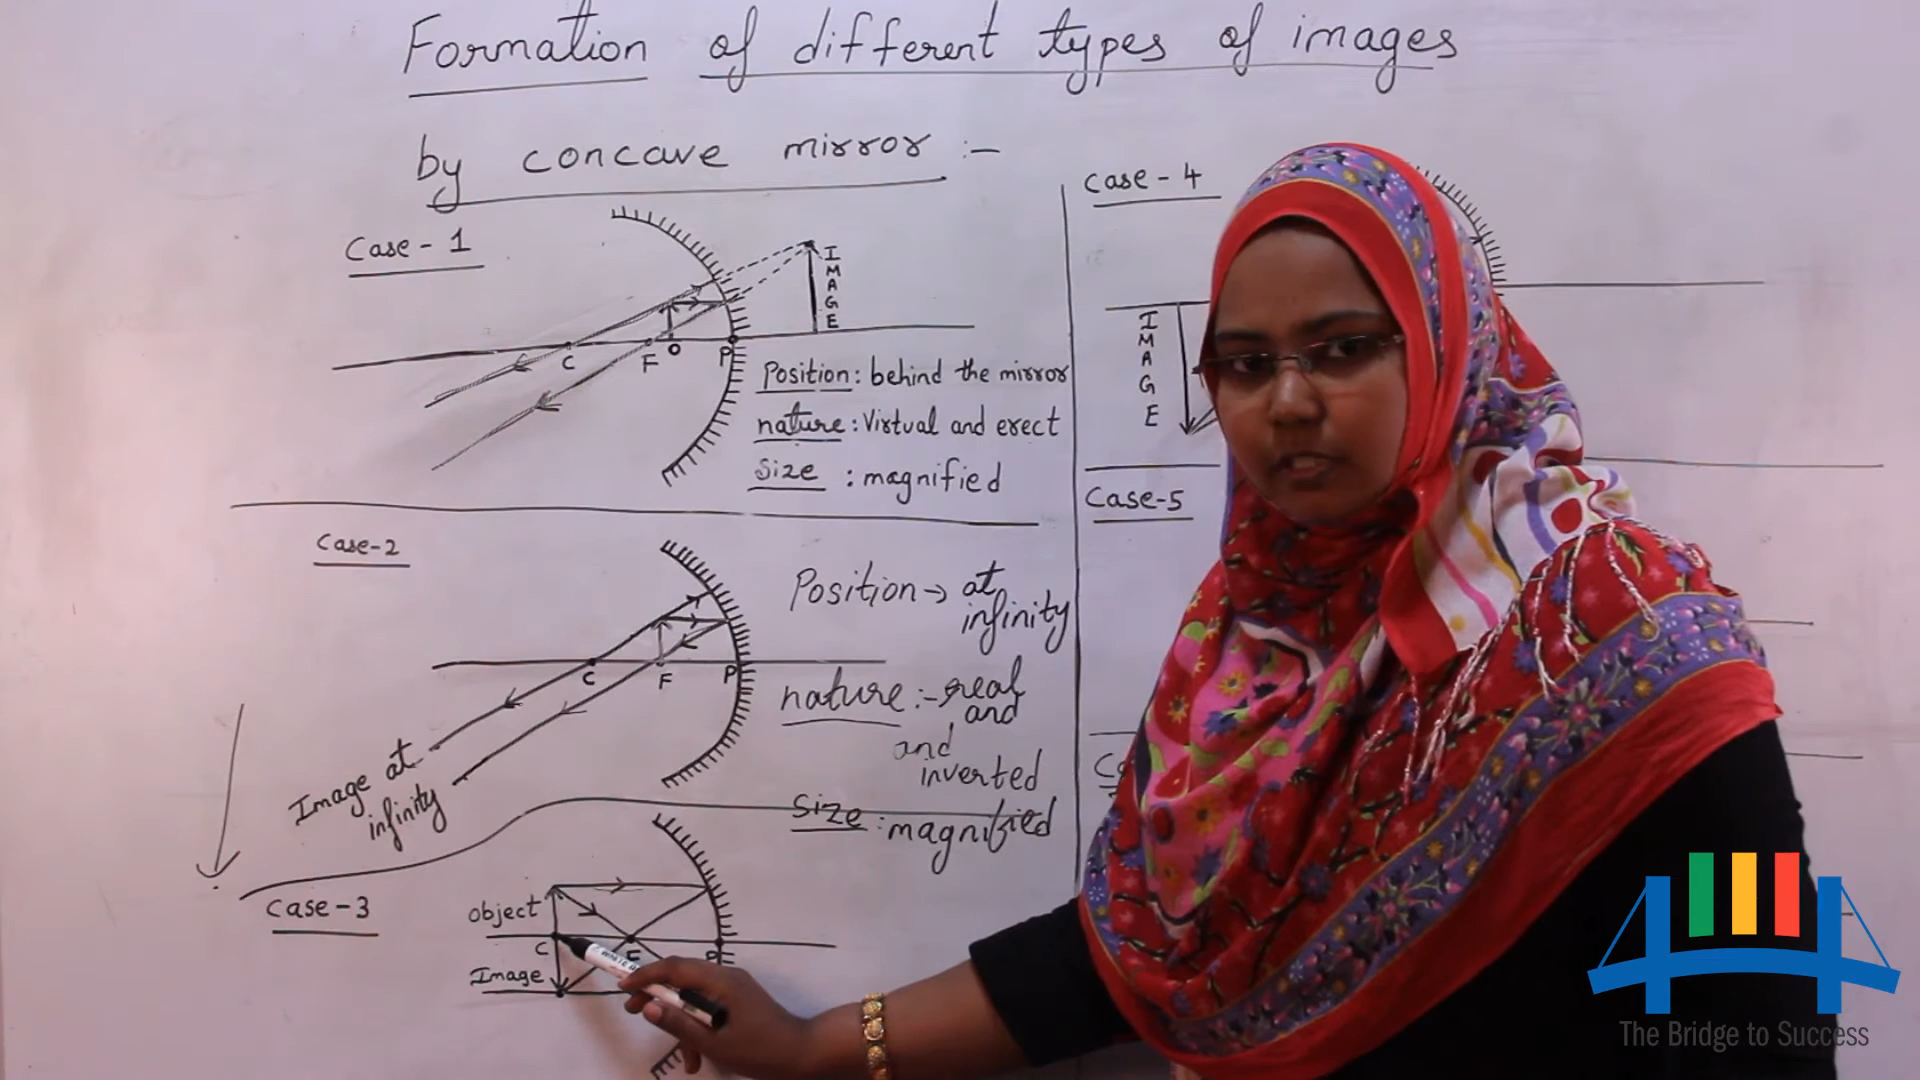 Formation of different types of images
by concave mirror :-
Case - 1
IMAGE
C
F
O
P
Position : behind the mirror
nature : Virtual and erect
Size : magnified
Case-2
Position → at
infinity
C
F
P
nature :- real
and
and
inverted
Image at
infinity
Size : magnified
Case-3
object
C
F
P
Image
Case - 4
IMAGE
Case-5
The Bridge to Success